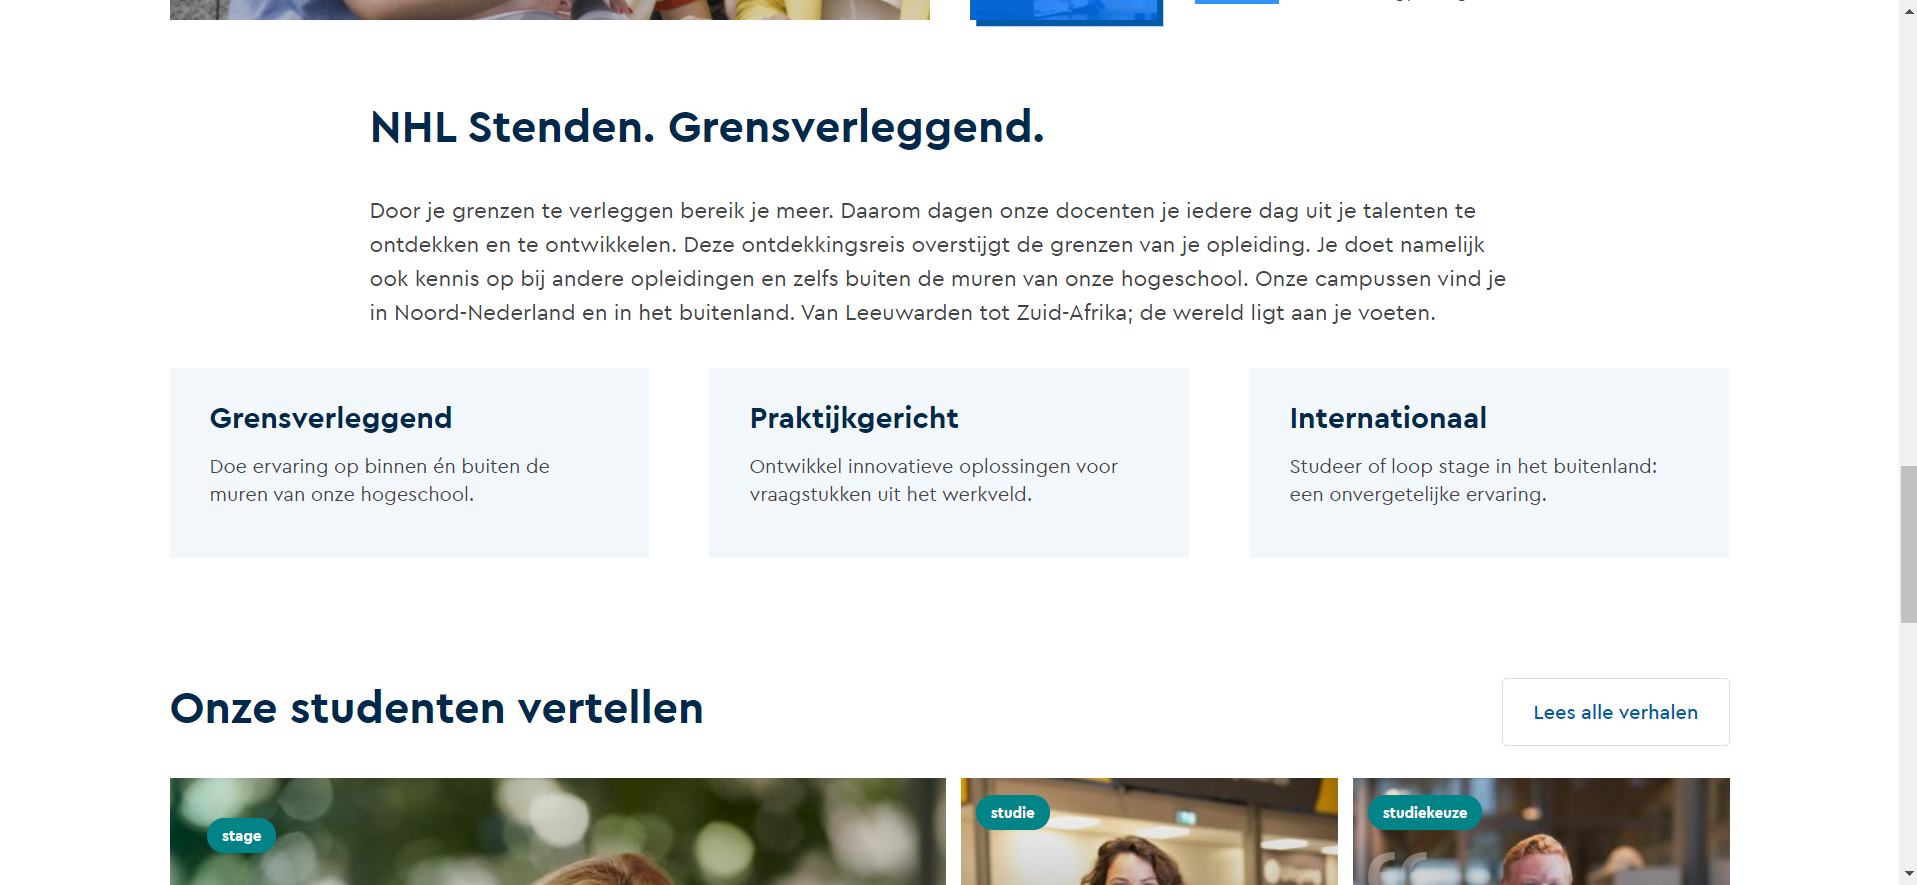 NHL Stenden. Grensverleggend.
Door je grenzen te verleggen bereik je meer. Daarom dagen onze docenten je iedere dag uit je talenten te
ontdekken en te ontwikkelen. Deze ontdekkingsreis overstijgt de grenzen van je opleiding. Je doet namelijk
ook kennis op bij andere opleidingen en zelfs buiten de muren van onze hogeschool. Onze campussen vind je
in Noord-Nederland en in het buitenland. Van Leeuwarden tot Zuid-Afrika; de wereld ligt aan je voeten.
Grensverleggend
Doe ervaring op binnen én buiten de
muren van onze hogeschool.
Praktijkgericht
Ontwikkel innovatieve oplossingen voor
vraagstukken uit het werkveld.
Internationaal
Studeer of loop stage in het buitenland:
een onvergetelijke ervaring.
Onze studenten vertellen
Lees alle verhalen
stage
studie
studiekeuze